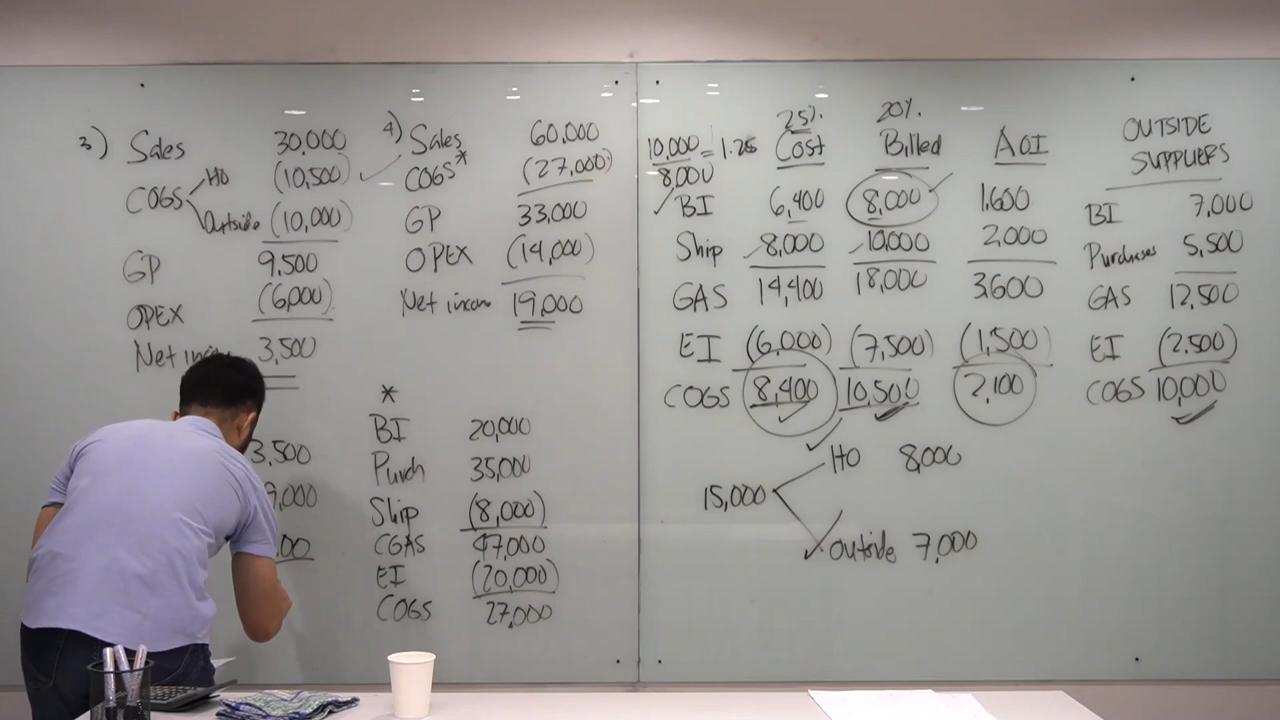 3) Sales 30,000
COGS HO (10,500)
Outside (10,000)
GP 9,500
OPEX (6,000)
Net 3,500
3,500
9,000
00
4) Sales 60,000
COGS* (27,000)
GP 33,000
OPEX (14,000)
Net income 19,000
*
BI 20,000
Purch 35,000
Ship (8,000)
CGAS 47,000
EI (20,000)
COGS 27,000
25% 20%
10,000 = 1.25 Cost Billed AOI
8,000
BI 6,400 8,000 1,600
Ship 8,000 10,000 2,000
GAS 14,400 18,000 3,600
EI (6,000) (7,500) (1,500)
COGS 8,400 10,500 2,100
15,000 HO 8,000
Outside 7,000
OUTSIDE
SUPPLIERS
BI 7,000
Purchases 5,500
GAS 12,500
EI (2,500)
COGS 10,000